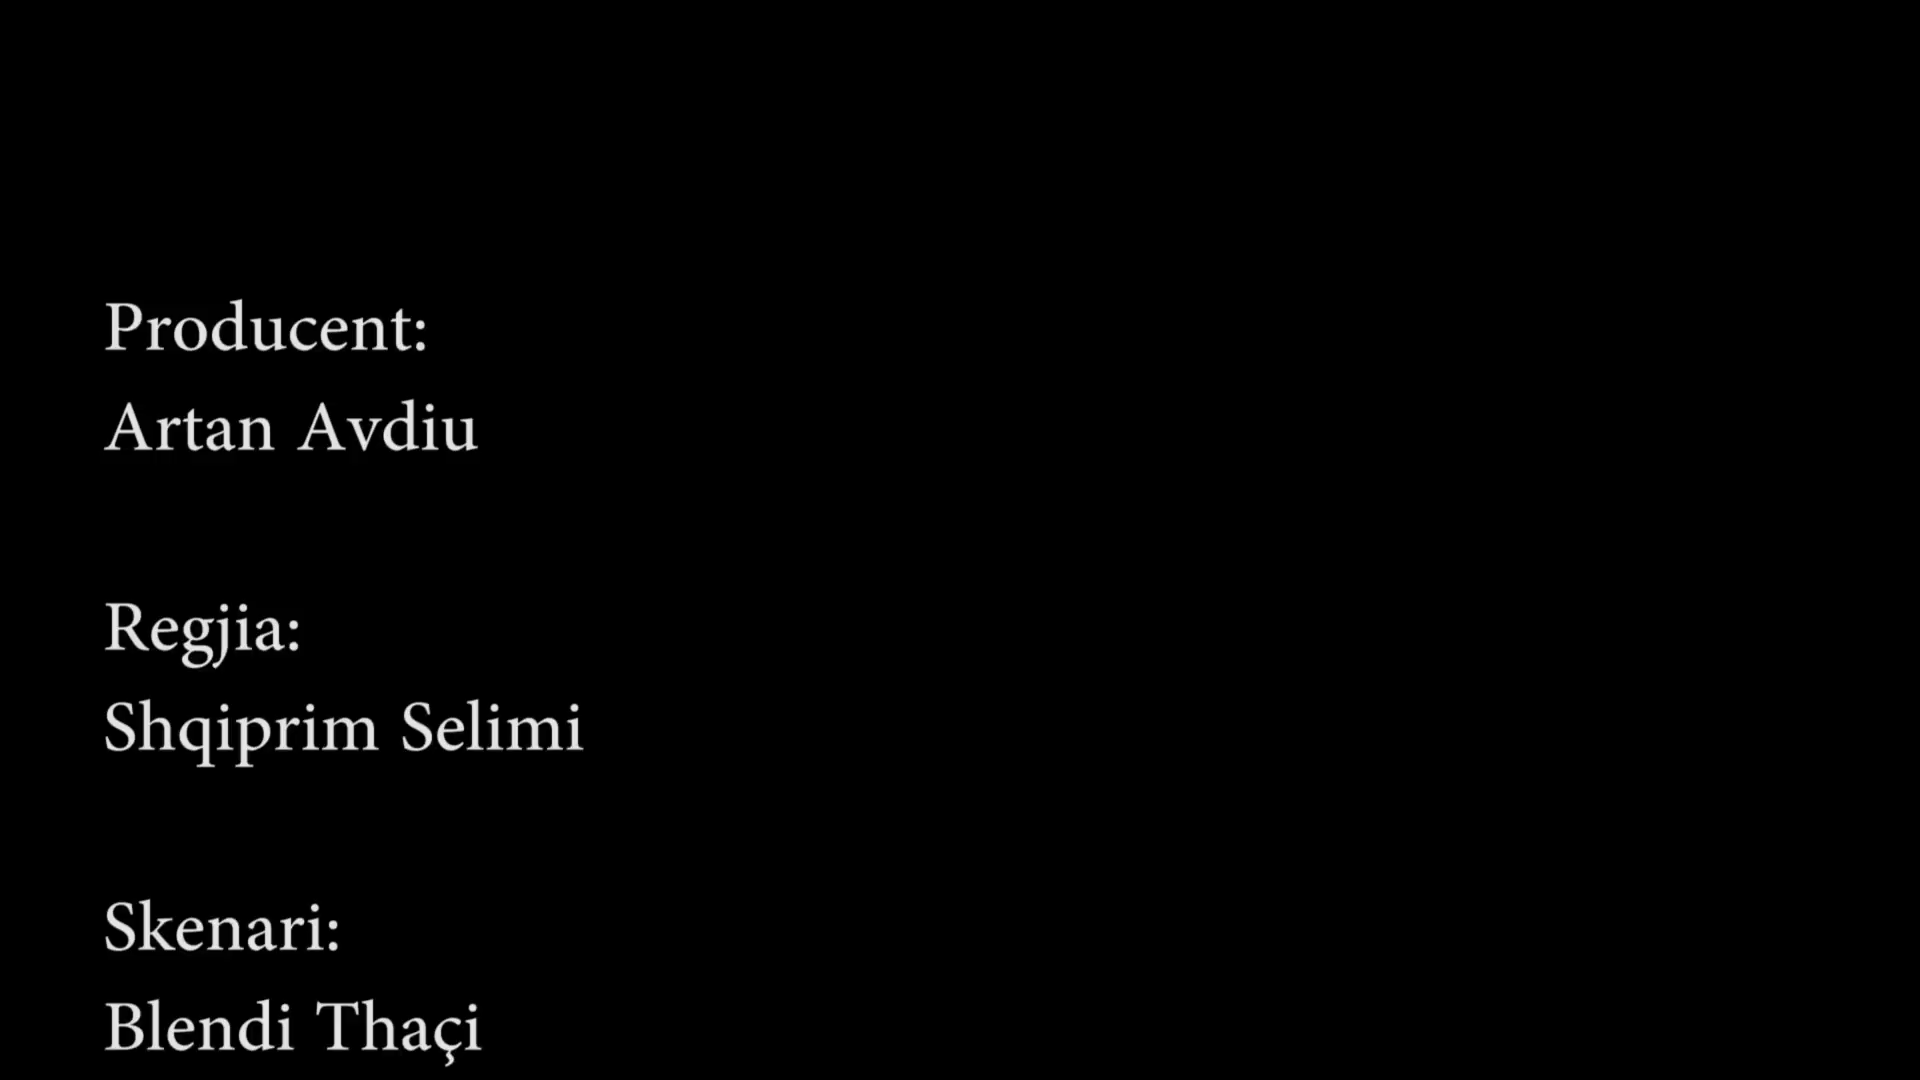 Producent:
Artan Avdiu
Regjia:
Shqiprim Selimi
Skenari:
Blendi Thaçi